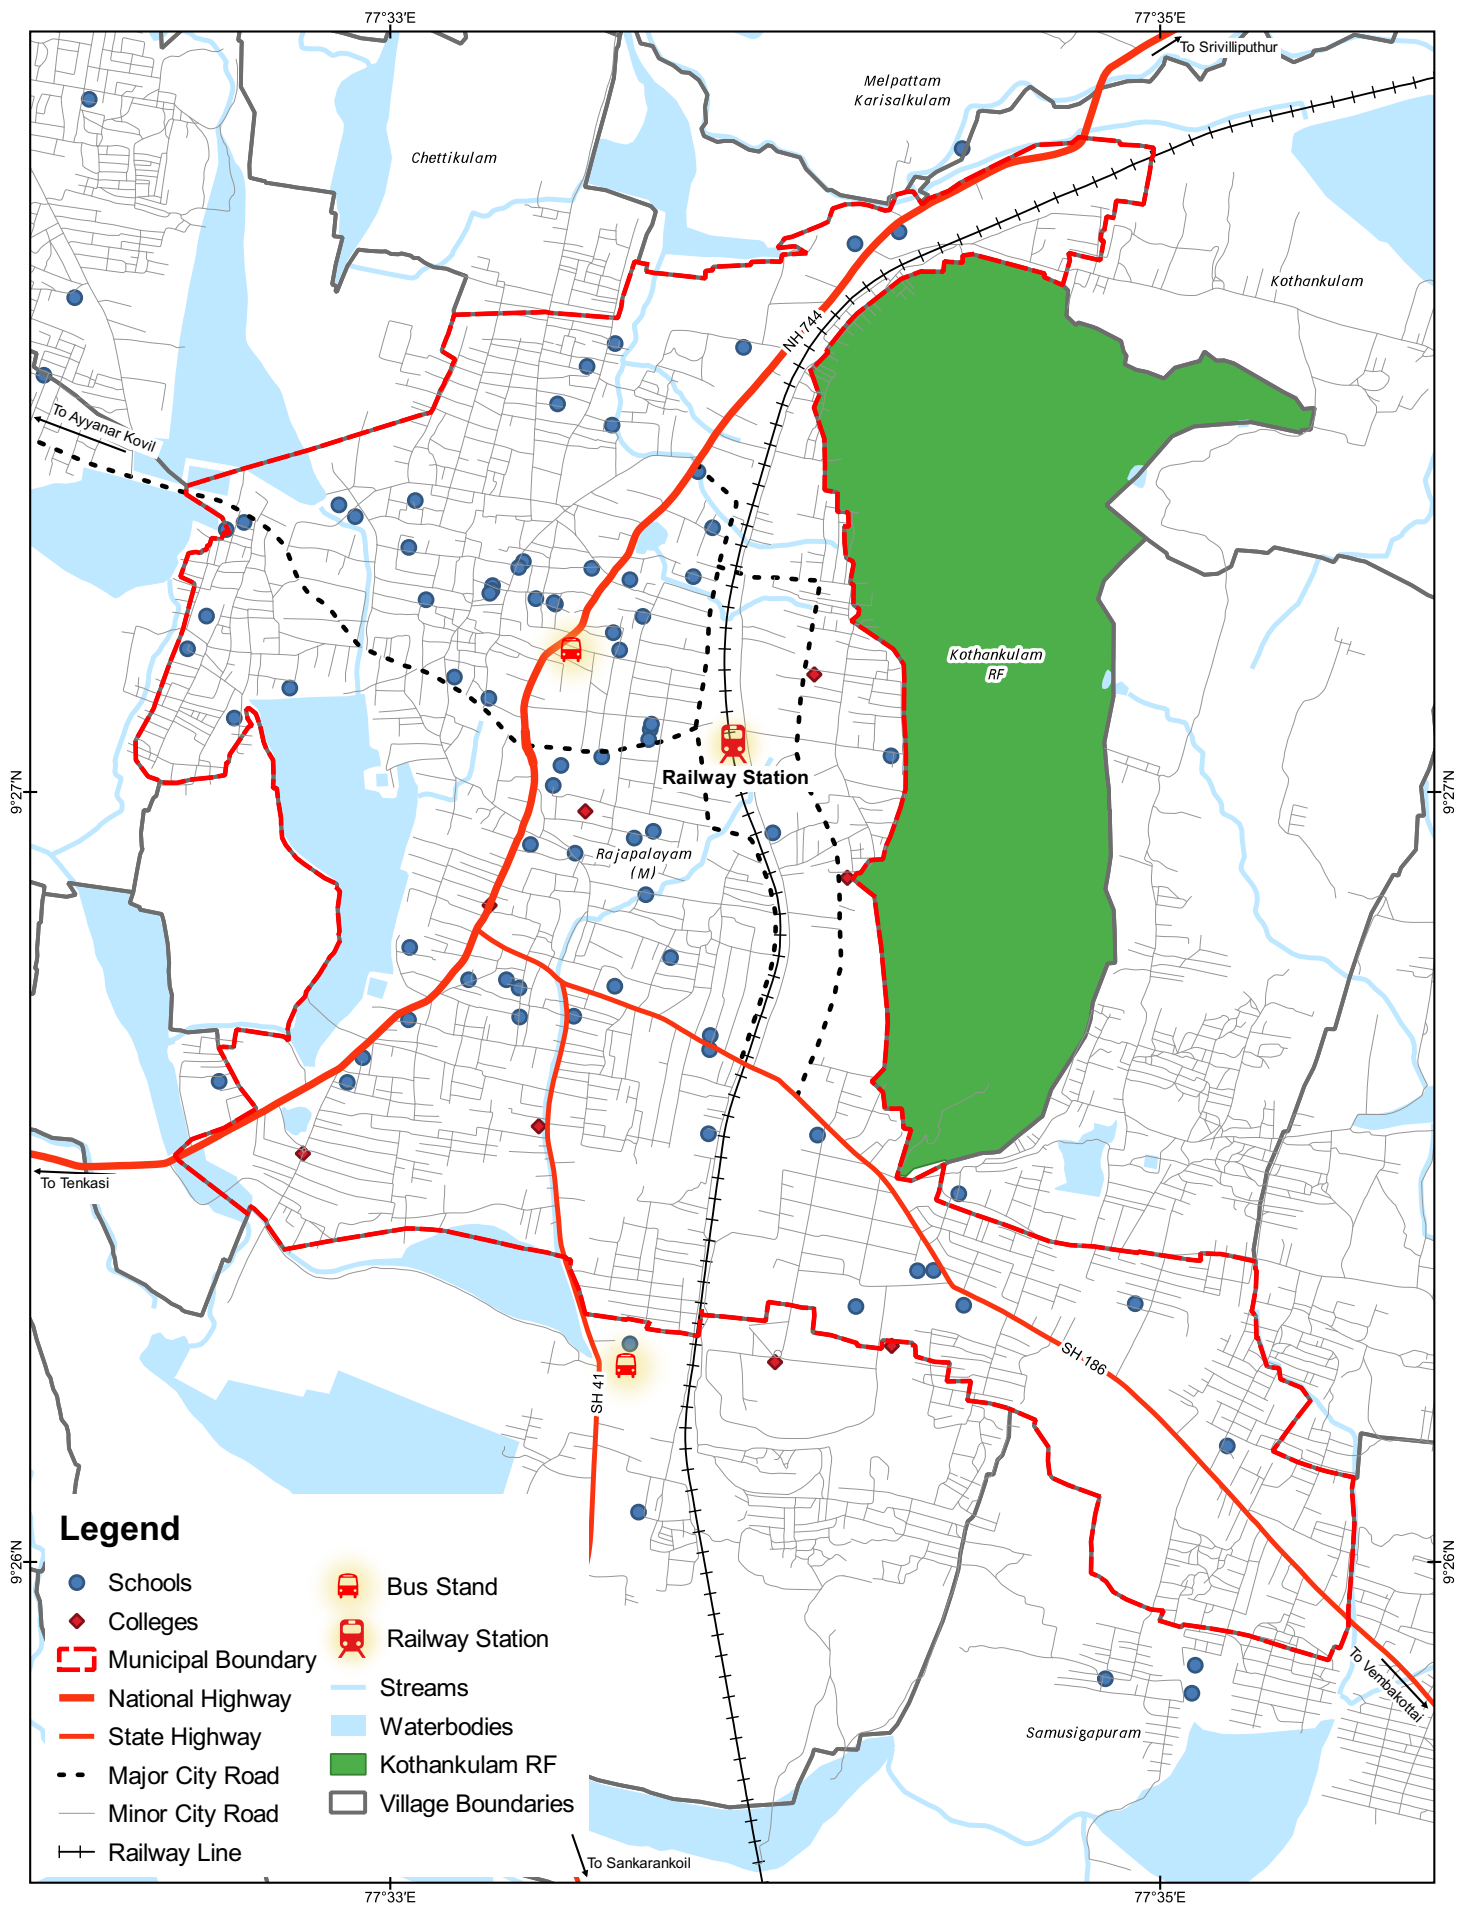 77°33'E
77°35'E
To Srivilliputhur
Melpattam
Karisalkulam
Chettikulam
Kothankulam
NH 744
To Ayyanar Kovil
Kothankulam
RF
Railway Station
9°27'N
9°27'N
Rajapalayam
(M)
To Tenkasi
SH 186
SH 41
9°26'N
9°26'N
To Vembakottai
Samusigapuram
Legend
Schools
Colleges
Municipal Boundary
National Highway
State Highway
Major City Road
Minor City Road
Railway Line
Bus Stand
Railway Station
Streams
Waterbodies
Kothankulam RF
Village Boundaries
To Sankarankoil
77°33'E
77°35'E